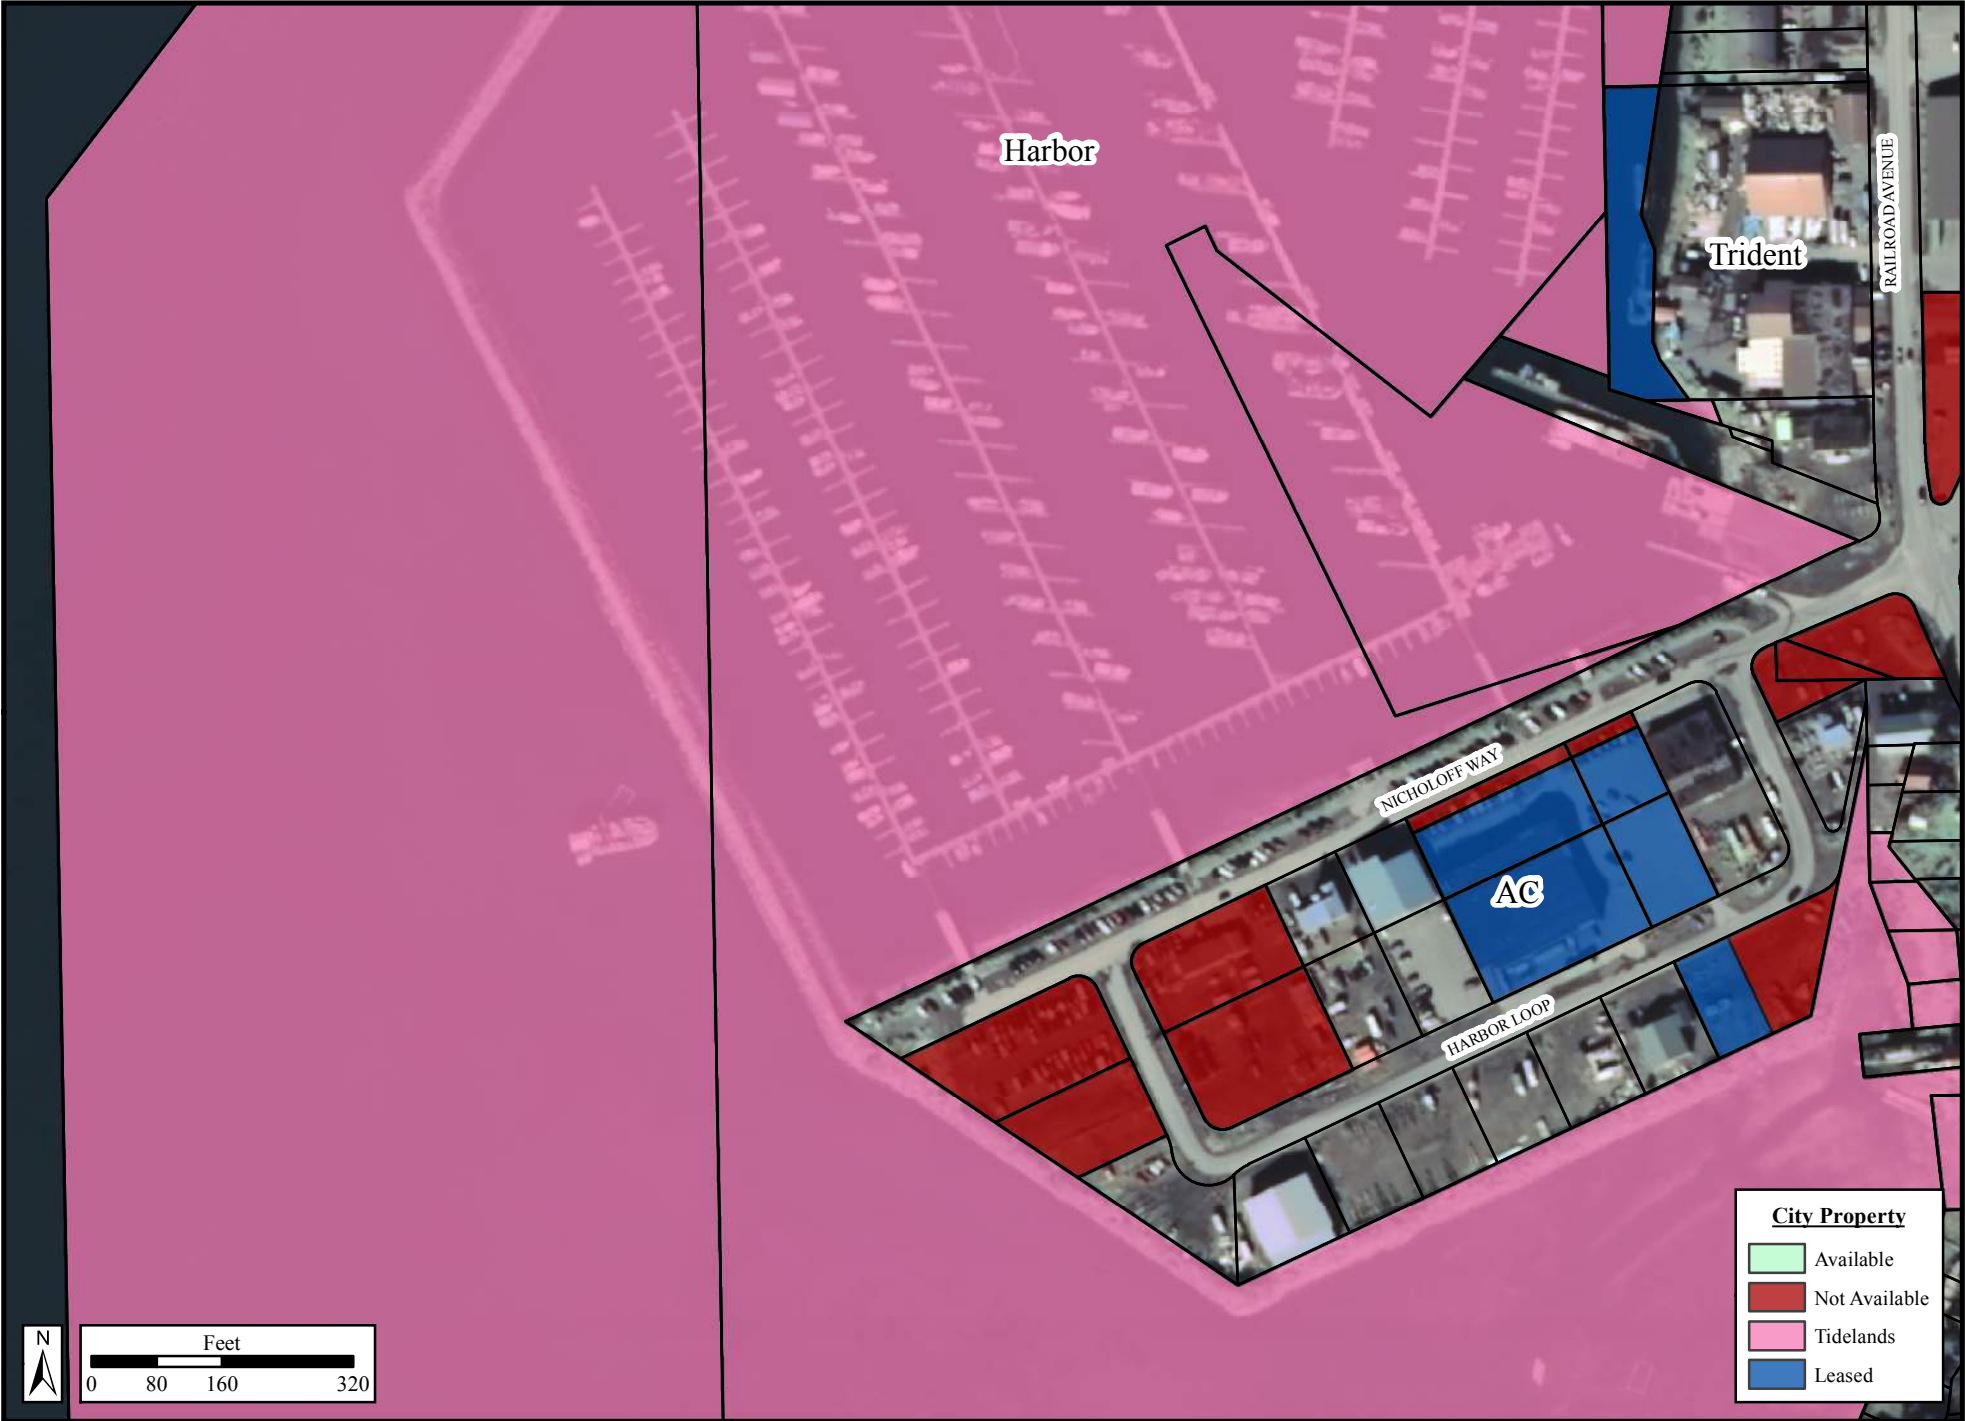 Harbor
Trident
RAILROAD AVENUE
NICHOLOFF WAY
AC
HARBOR LOOP
City Property
Available
Not Available
Tidelands
Leased
N
Feet
0 80 160 320